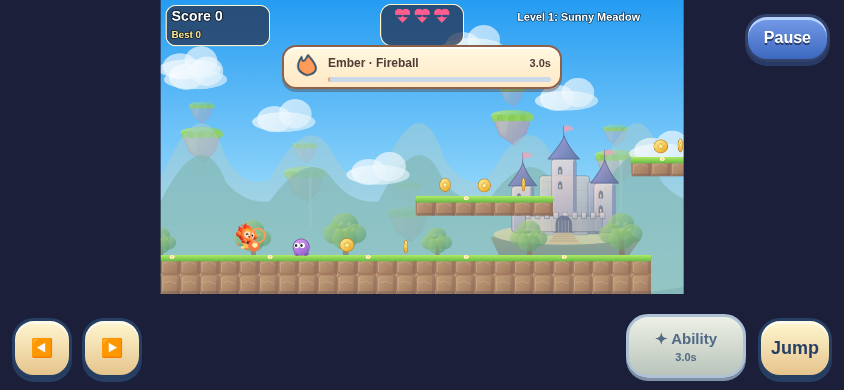 Score 0
Best 0
Level 1: Sunny Meadow
Pause
Ember · Fireball
3.0s
✦ Ability
3.0s
Jump